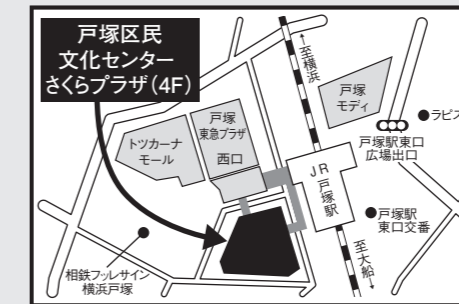 戸塚区民
文化センター
さくらプラザ(4F)
←至横浜
戸塚
モディ
ラピス
戸塚
東急プラザ
トツカーナ
モール
西口
戸塚駅東口
広場出口
JR
戸塚駅
戸塚駅
東口交番
相鉄フレッサイン
横浜戸塚
至大船→